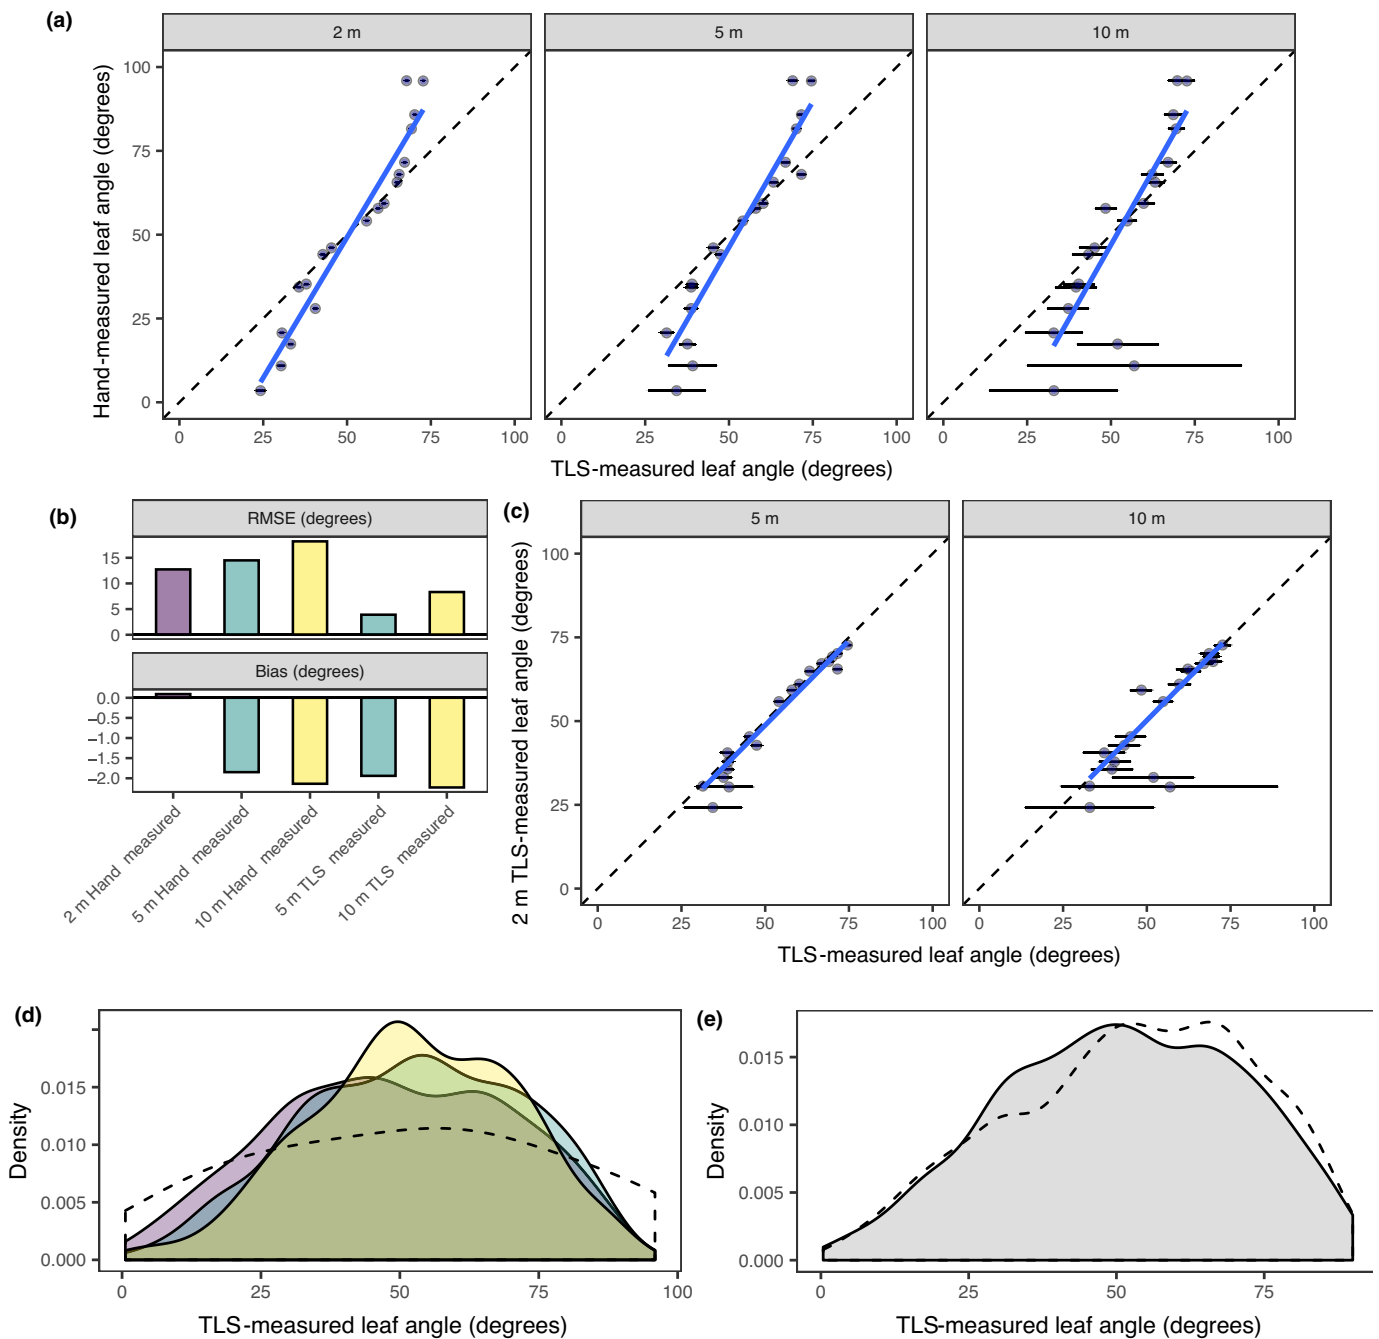 (a)
2 m
5 m
10 m
Hand-measured leaf angle (degrees)
100
75
50
25
0
0 25 50 75 100
0 25 50 75 100
0 25 50 75 100
TLS-measured leaf angle (degrees)
(b)
RMSE (degrees)
15
10
5
0
Bias (degrees)
0.0
−0.5
−1.0
−1.5
−2.0
2 m Hand measured
5 m Hand measured
10 m Hand measured
5 m TLS measured
10 m TLS measured
(c)
5 m
10 m
2 m TLS-measured leaf angle (degrees)
100
75
50
25
0
0 25 50 75 100
0 25 50 75 100
TLS-measured leaf angle (degrees)
(d)
Density
0.015
0.010
0.005
0.000
0 25 50 75 100
TLS-measured leaf angle (degrees)
(e)
Density
0.015
0.010
0.005
0.000
0 25 50 75
TLS-measured leaf angle (degrees)